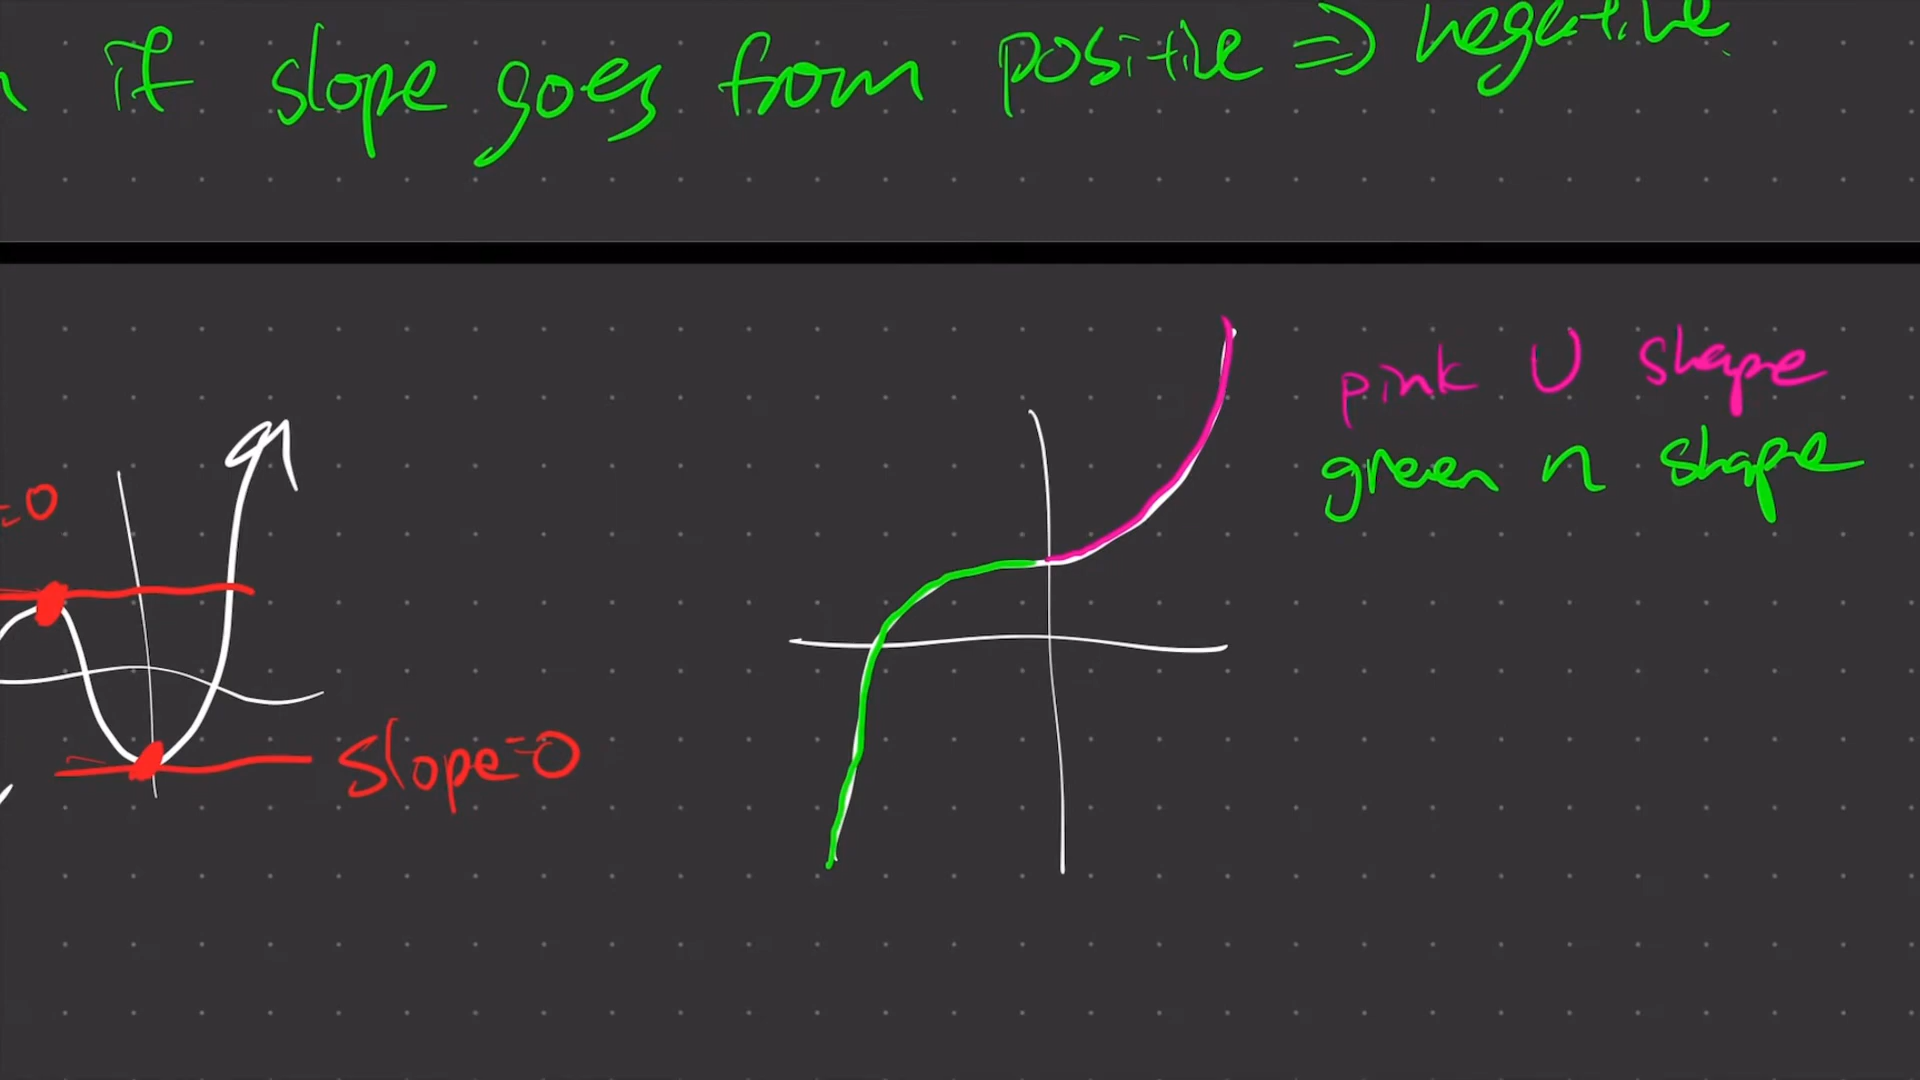 if slope goes from positive => negative
pink U shape
green n shape
=0
slope=0